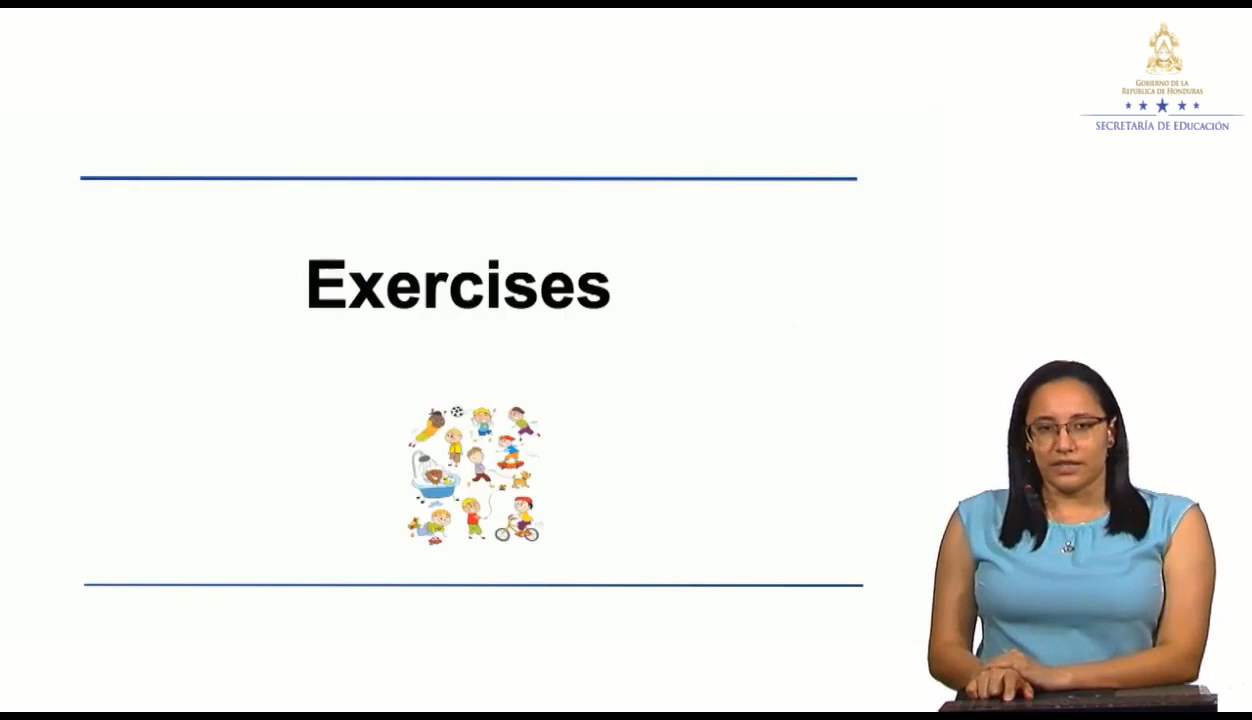 GOBIERNO DE LA
REPÚBLICA DE HONDURAS
SECRETARÍA DE EDUCACIÓN
Exercises